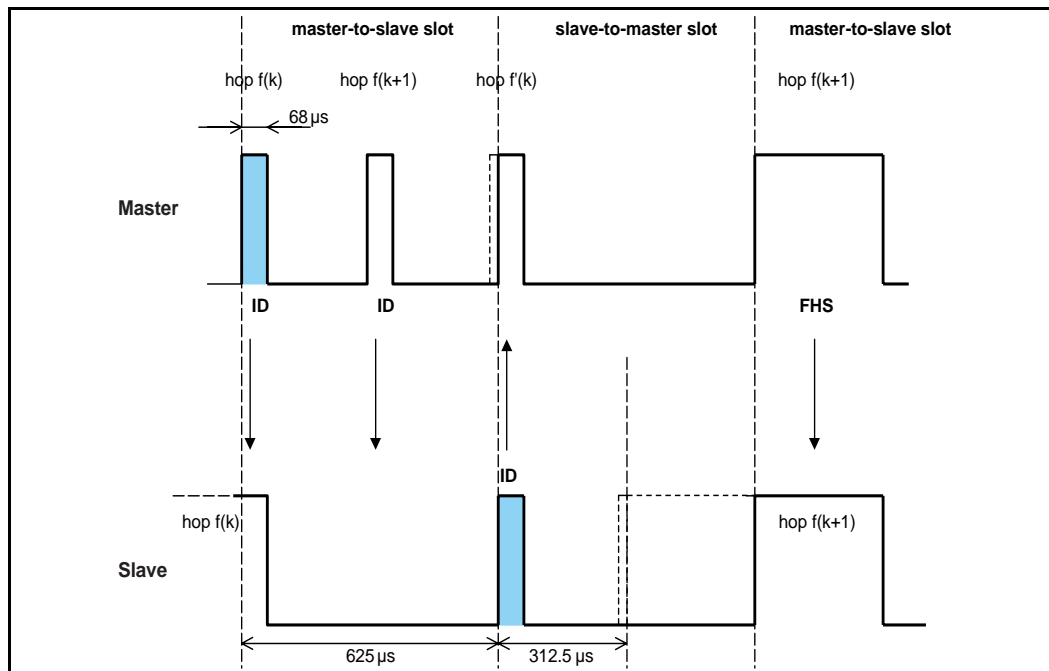 master-to-slave slot slave-to-master slot master-to-slave slot
hop f(k) hop f(k+1) hop f'(k) hop f(k+1)
68 µs
Master
ID ID FHS
ID
hop f(k) hop f(k+1)
Slave
625 µs 312.5 µs